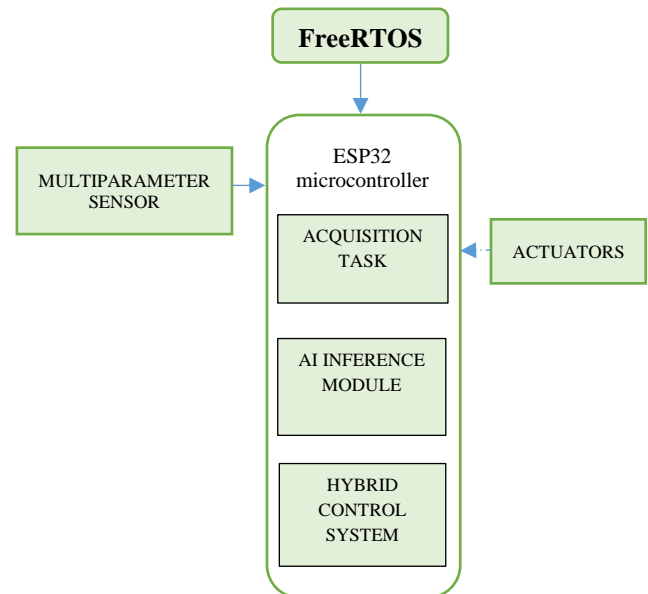 FreeRTOS
ESP32
microcontroller
MULTIPARAMETER
SENSOR
ACQUISITION
TASK
ACTUATORS
AI INFERENCE
MODULE
HYBRID
CONTROL
SYSTEM